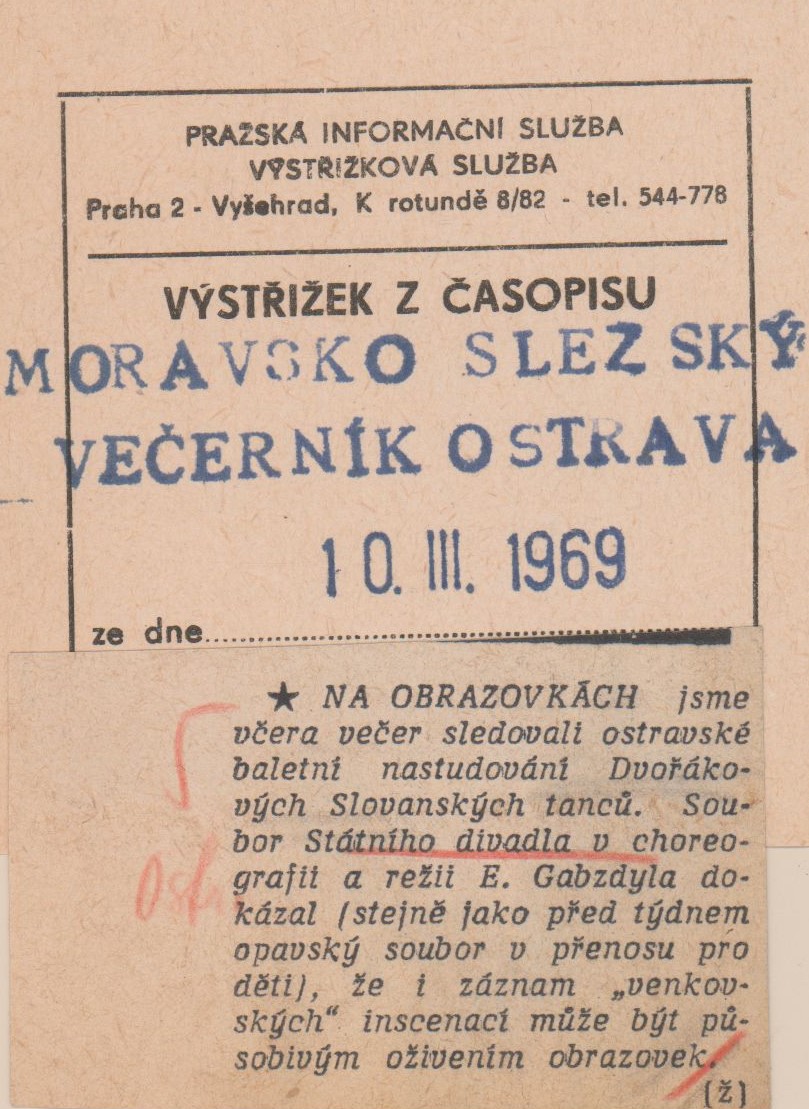 PRAŽSKÁ INFORMAČNÍ SLUŽBA
VÝSTŘIŽKOVÁ SLUŽBA
Praha 2 - Vyšehrad, K rotundě 8/82 - tel. 544-778
VÝSTŘIŽEK Z ČASOPISU
MORAVSKO SLEZSKÝ
VEČERNÍK OSTRAVA
10. III. 1969
ze dne
★ NA OBRAZOVKÁCH jsme
včera večer sledovali ostravské
baletní nastudování Dvořáko-
vých Slovanských tanců. Sou-
bor Státního divadla v choreo-
grafii a režii E. Gabzdyla do-
kázal (stejně jako před týdnem
opavský soubor v přenosu pro
děti), že i záznam „venkov-
ských“ inscenací může být pů-
sobivým oživením obrazovek.
(ž)